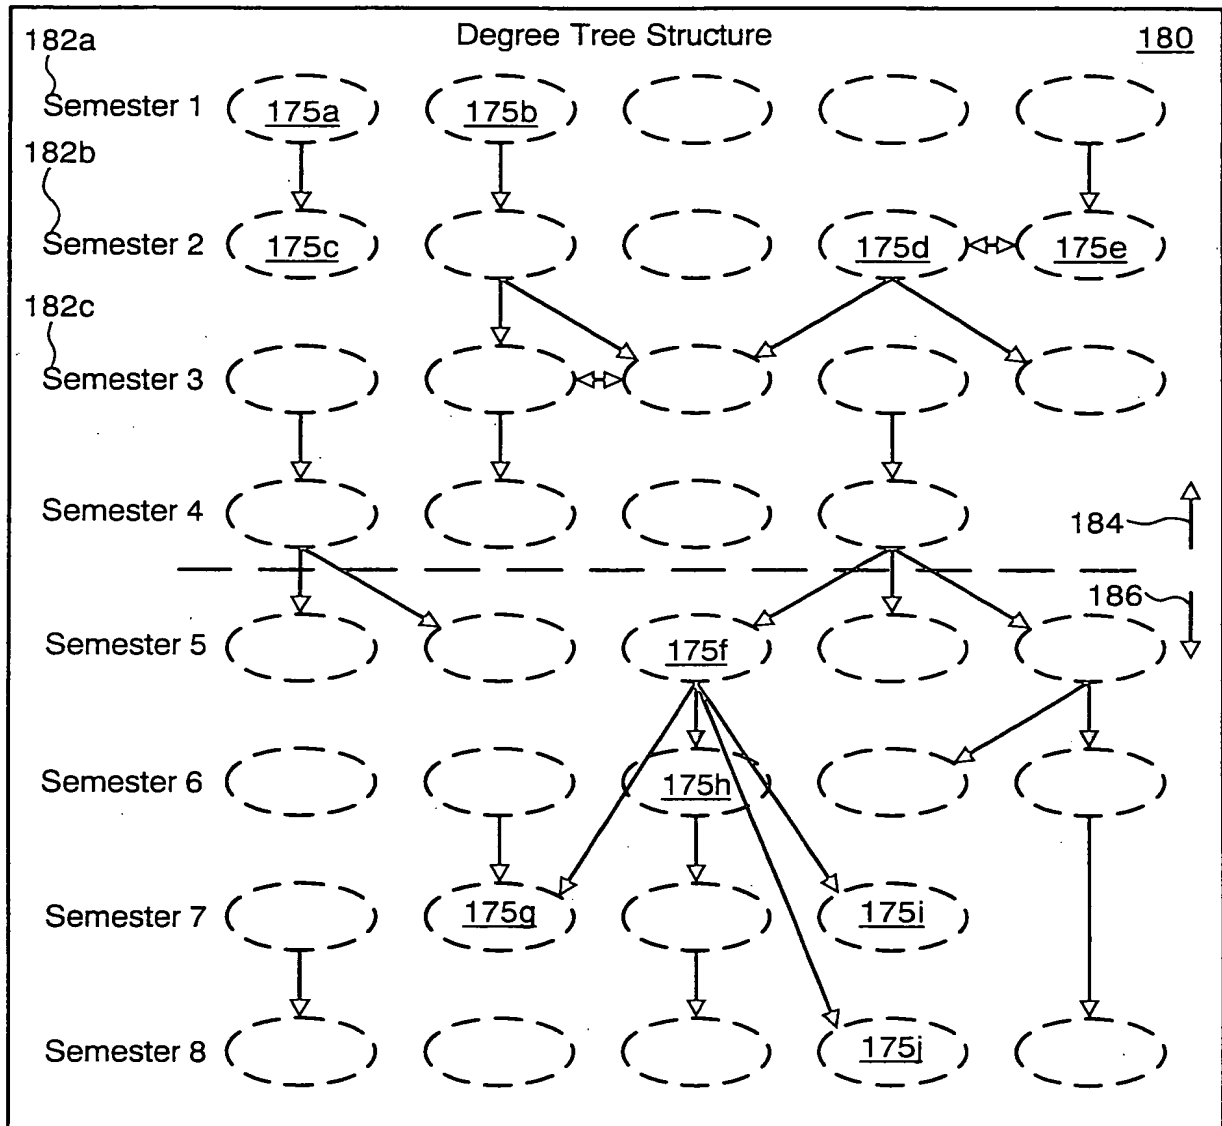 182a Degree Tree Structure 180
Semester 1 175a 175b
182b
Semester 2 175c 175d 175e
182c
Semester 3
Semester 4
184
186
Semester 5 175f
Semester 6 175h
Semester 7 175g 175i
Semester 8 175j